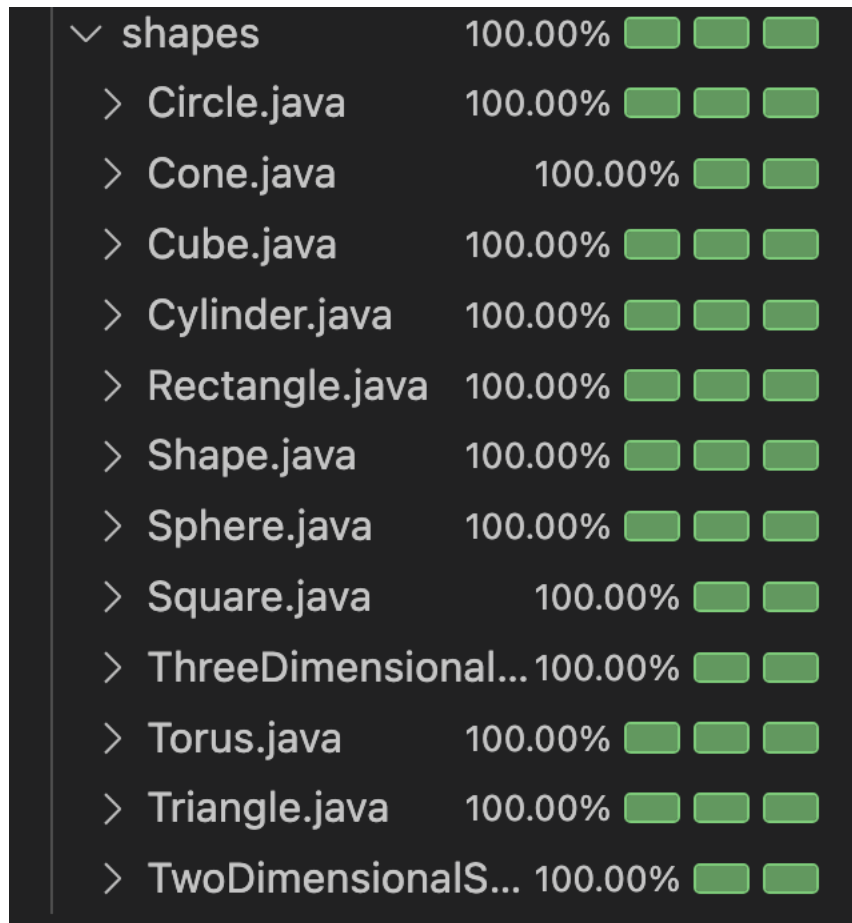 shapes 100.00%
Circle.java 100.00%
Cone.java 100.00%
Cube.java 100.00%
Cylinder.java 100.00%
Rectangle.java 100.00%
Shape.java 100.00%
Sphere.java 100.00%
Square.java 100.00%
ThreeDimensional... 100.00%
Torus.java 100.00%
Triangle.java 100.00%
TwoDimensionalS... 100.00%